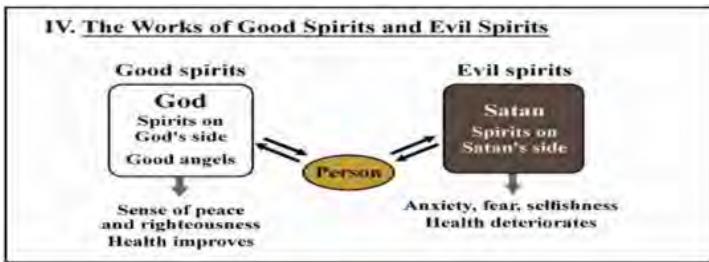 IV. The Works of Good Spirits and Evil Spirits
Good spirits
Evil spirits
God
Spirits on
God's side
Good angels
Person
Satan
Spirits on
Satan's side
Sense of peace
and righteousness
Health improves
Anxiety, fear, selfishness
Health deteriorates